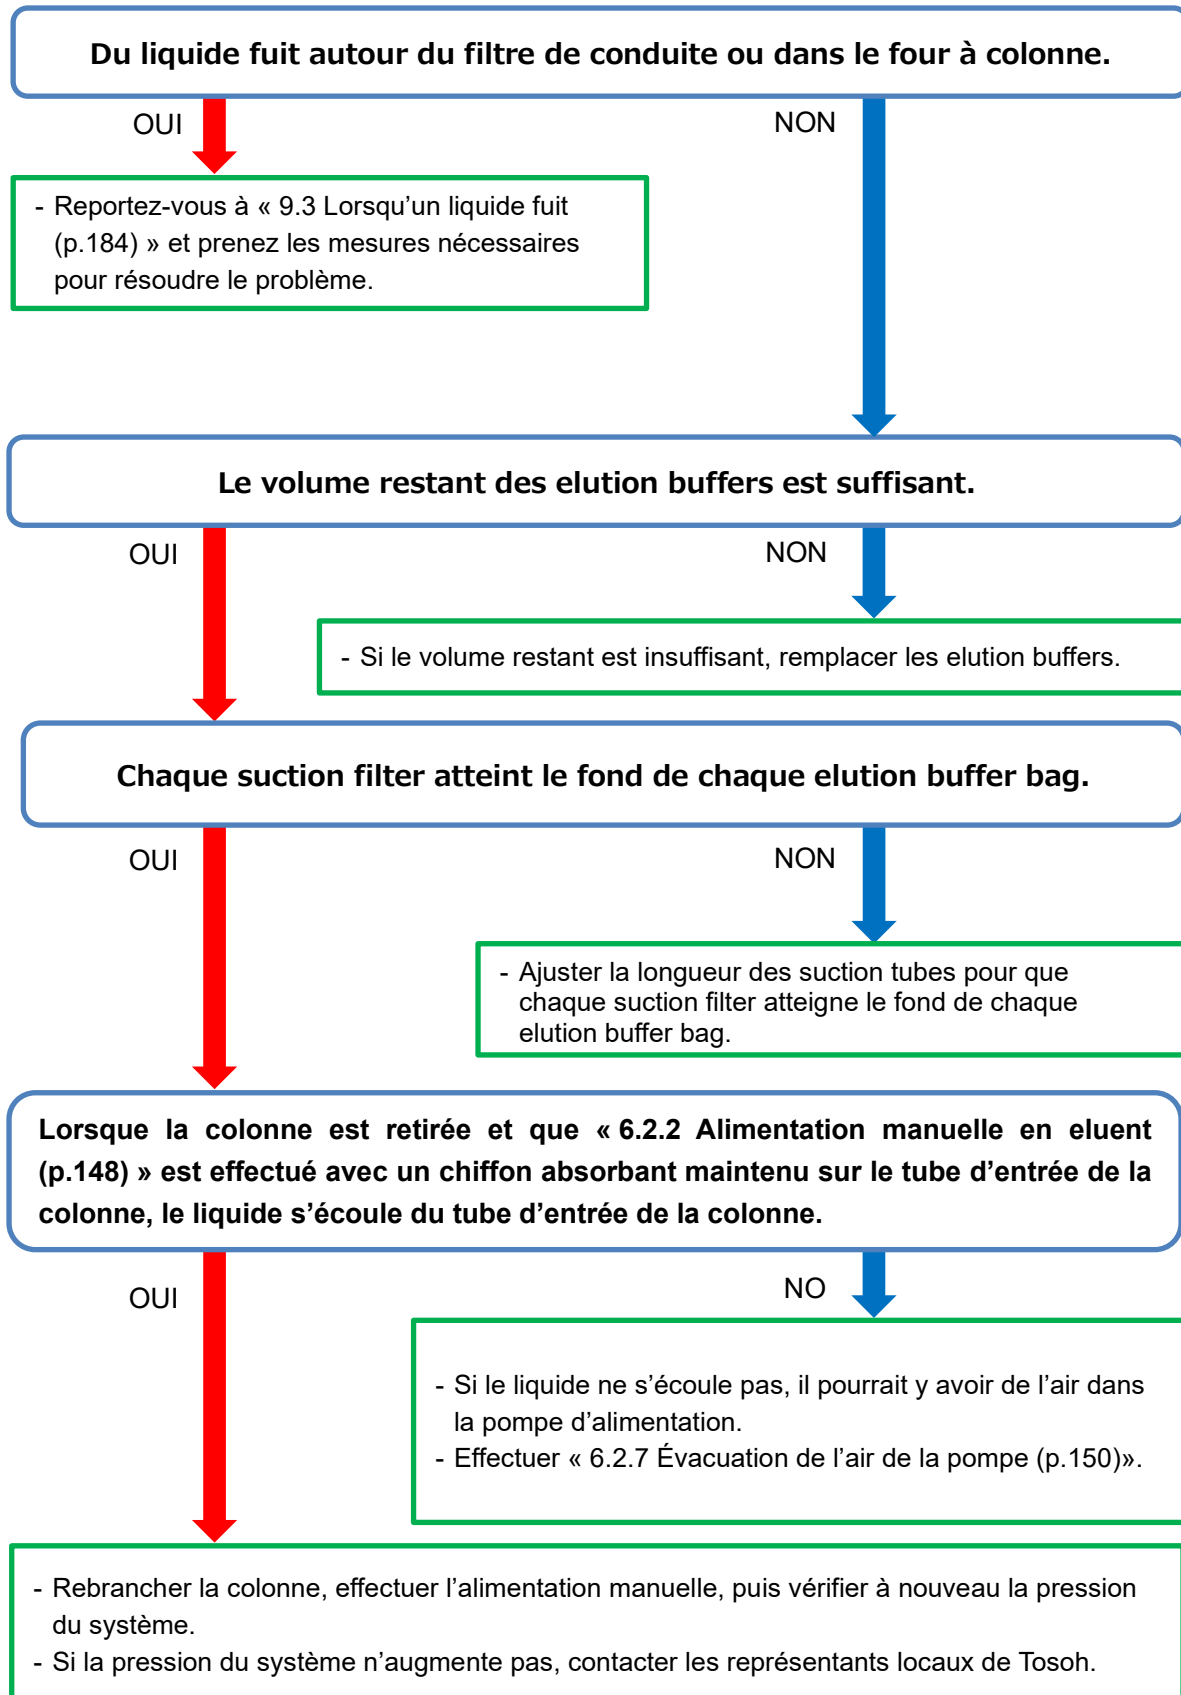 Du liquide fuit autour du filtre de conduite ou dans le four à colonne.
OUI
NON
- Reportez-vous à « 9.3 Lorsqu’un liquide fuit
(p.184) » et prenez les mesures nécessaires
pour résoudre le problème.
Le volume restant des elution buffers est suffisant.
OUI
NON
- Si le volume restant est insuffisant, remplacer les elution buffers.
Chaque suction filter atteint le fond de chaque elution buffer bag.
OUI
NON
- Ajuster la longueur des suction tubes pour que
chaque suction filter atteigne le fond de chaque
elution buffer bag.
Lorsque la colonne est retirée et que « 6.2.2 Alimentation manuelle en eluent
(p.148) » est effectué avec un chiffon absorbant maintenu sur le tube d’entrée de la
colonne, le liquide s’écoule du tube d’entrée de la colonne.
OUI
NO
- Si le liquide ne s’écoule pas, il pourrait y avoir de l’air dans
la pompe d’alimentation.
- Effectuer « 6.2.7 Évacuation de l’air de la pompe (p.150)».
- Rebrancher la colonne, effectuer l’alimentation manuelle, puis vérifier à nouveau la pression
du système.
- Si la pression du système n’augmente pas, contacter les représentants locaux de Tosoh.